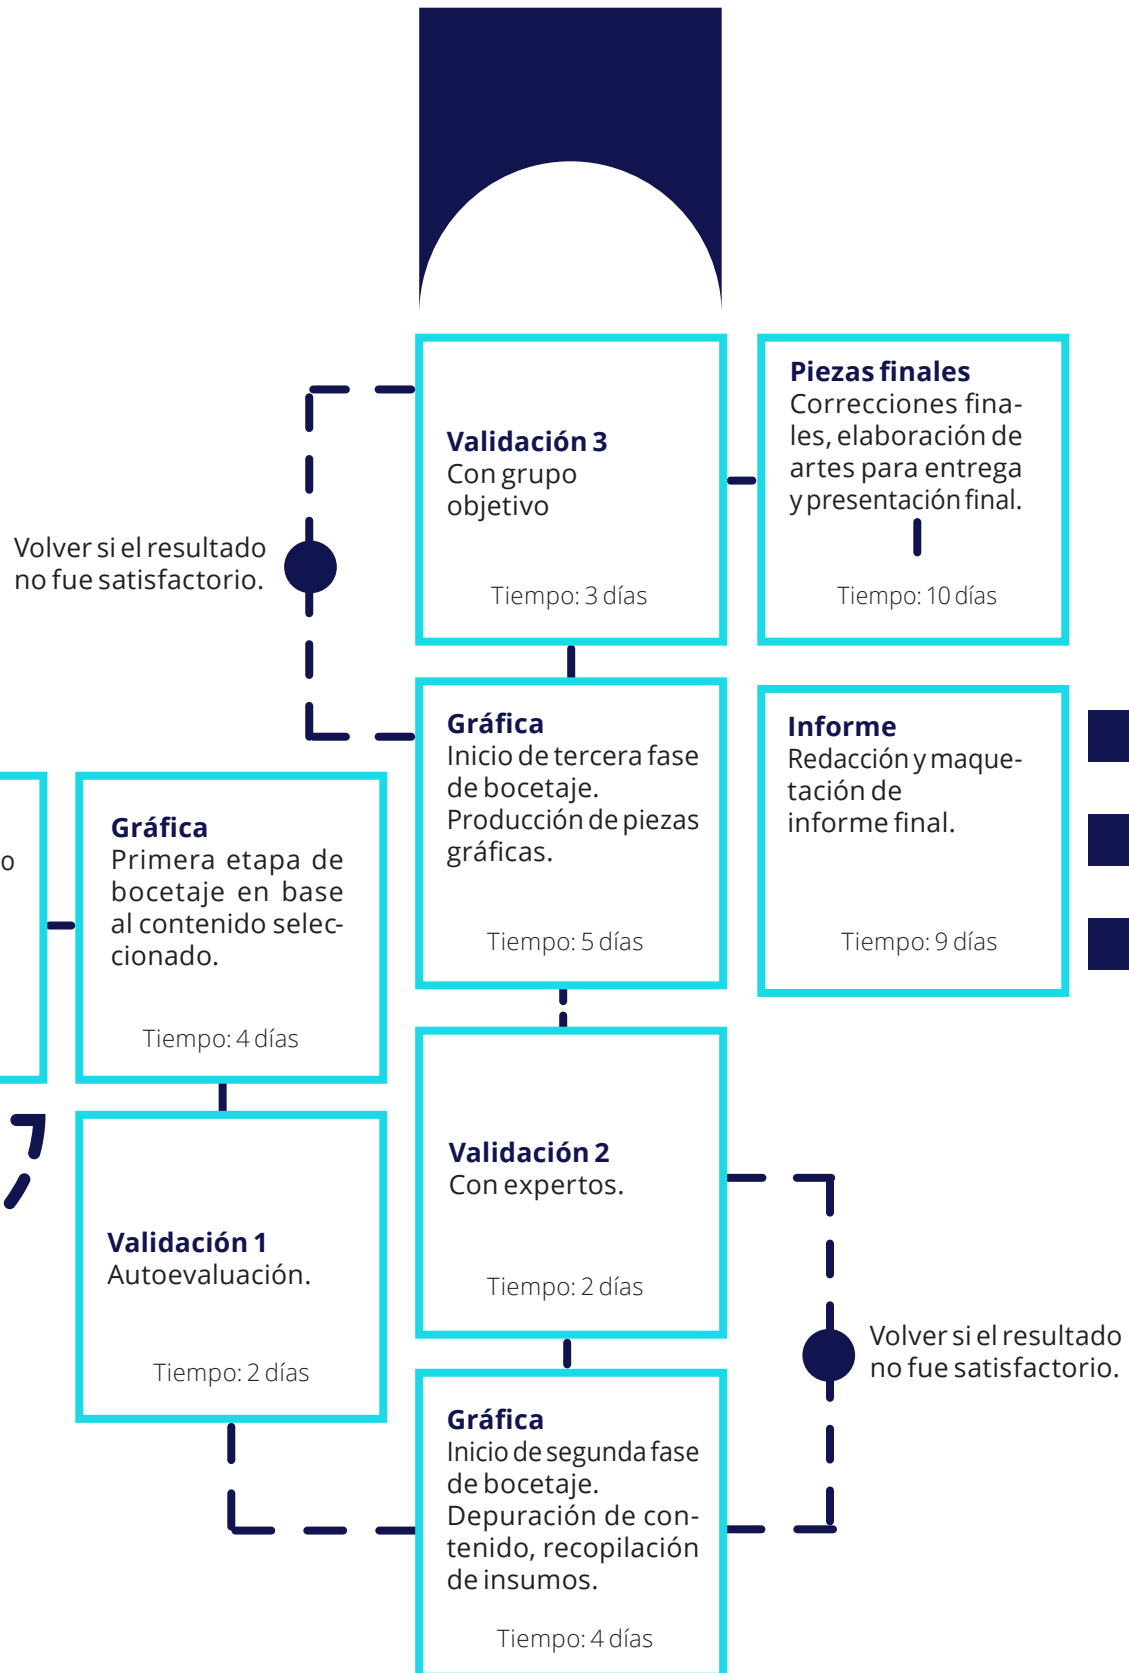 Validación 3
Con grupo
objetivo
Tiempo: 3 días
Piezas finales
Correcciones fina-
les, elaboración de
artes para entrega
y presentación final.
Tiempo: 10 días
Volver si el resultado
no fue satisfactorio.
Gráfica
Inicio de tercera fase
de bocetaje.
Producción de piezas
gráficas.
Tiempo: 5 días
Informe
Redacción y maque-
tación de
informe final.
Tiempo: 9 días
o
Gráfica
Primera etapa de
bocetaje en base
al contenido selec-
cionado.
Tiempo: 4 días
Validación 1
Autoevaluación.
Tiempo: 2 días
Validación 2
Con expertos.
Tiempo: 2 días
Volver si el resultado
no fue satisfactorio.
Gráfica
Inicio de segunda fase
de bocetaje.
Depuración de con-
tenido, recopilación
de insumos.
Tiempo: 4 días